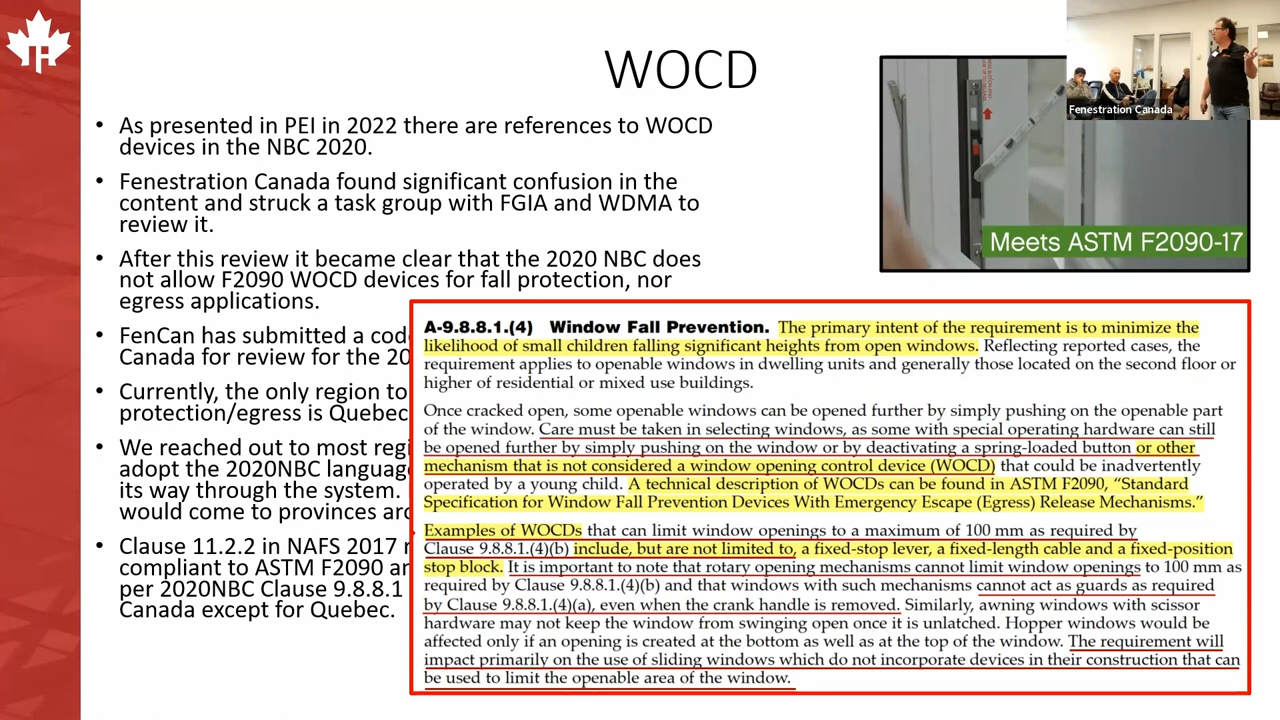 WOCD
• As presented in PEI in 2022 there are references to WOCD
devices in the NBC 2020.
• Fenestration Canada found significant confusion in the
content and struck a task group with FGIA and WDMA to
review it.
• After this review it became clear that the 2020 NBC does
not allow F2090 WOCD devices for fall protection, nor
egress applications.
• FenCan has submitted a cod
Canada for review for the 20
• Currently, the only region to
protection/egress is Quebec
• We reached out to most regi
adopt the 2020NBC language
its way through the system.
would come to provinces aro
• Clause 11.2.2 in NAFS 2017 r
compliant to ASTM F2090 an
per 2020NBC Clause 9.8.8.1
Canada except for Quebec.
Fenestration Canada
Meets ASTM F2090-17
A-9.8.8.1.(4) Window Fall Prevention. The primary intent of the requirement is to minimize the
likelihood of small children falling significant heights from open windows. Reflecting reported cases, the
requirement applies to openable windows in dwelling units and generally those located on the second floor or
higher of residential or mixed use buildings.
Once cracked open, some openable windows can be opened further by simply pushing on the openable part
of the window. Care must be taken in selecting windows, as some with special operating hardware can still
be opened further by simply pushing on the window or by deactivating a spring-loaded button or other
mechanism that is not considered a window opening control device (WOCD) that could be inadvertently
operated by a young child. A technical description of WOCDs can be found in ASTM F2090, “Standard
Specification for Window Fall Prevention Devices With Emergency Escape (Egress) Release Mechanisms.”
Examples of WOCDs that can limit window openings to a maximum of 100 mm as required by
Clause 9.8.8.1.(4)(b) include, but are not limited to, a fixed-stop lever, a fixed-length cable and a fixed-position
stop block. It is important to note that rotary opening mechanisms cannot limit window openings to 100 mm as
required by Clause 9.8.8.1.(4)(b) and that windows with such mechanisms cannot act as guards as required
by Clause 9.8.8.1.(4)(a), even when the crank handle is removed. Similarly, awning windows with scissor
hardware may not keep the window from swinging open once it is unlatched. Hopper windows would be
affected only if an opening is created at the bottom as well as at the top of the window. The requirement will
impact primarily on the use of sliding windows which do not incorporate devices in their construction that can
be used to limit the openable area of the window.